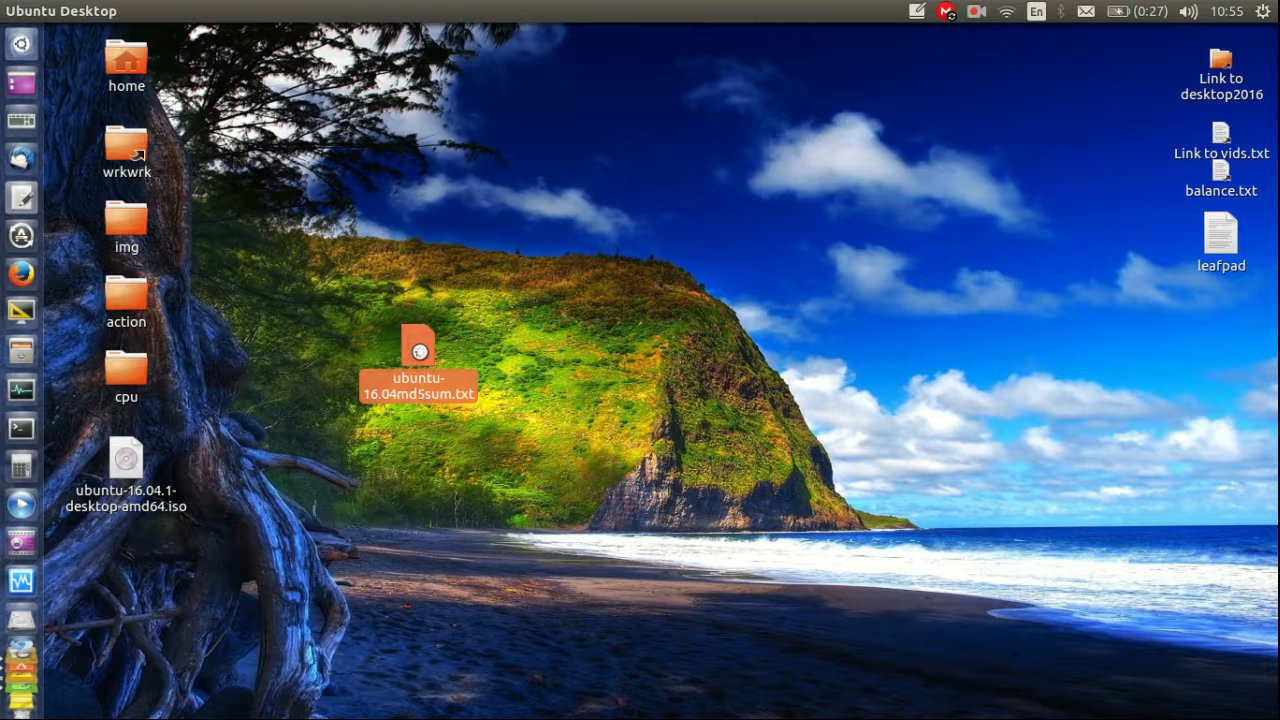 Ubuntu Desktop
En
(0:27)
10:55
home
wrkwrk
img
action
cpu
ubuntu-16.04.1-
desktop-amd64.iso
ubuntu-
16.04md5sum.txt
Link to
desktop2016
Link to vids.txt
balance.txt
leafpad